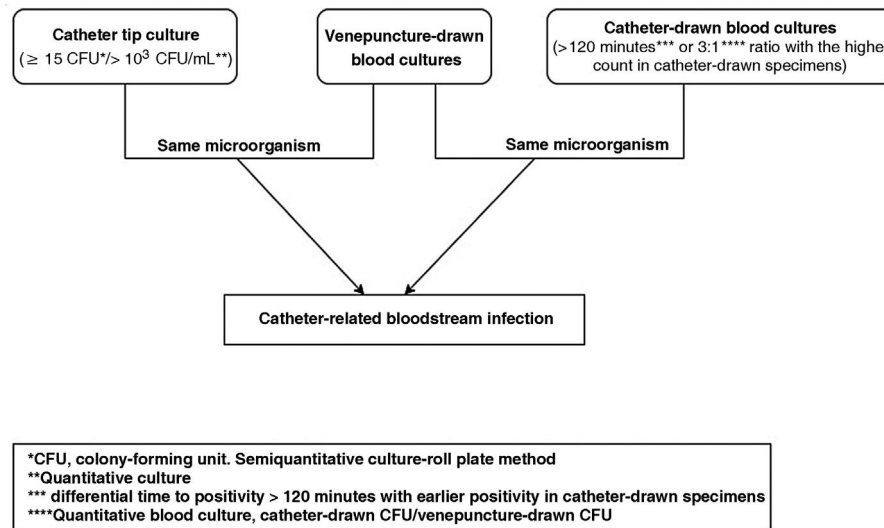 Catheter tip culture
(≥ 15 CFU*/> 10³ CFU/mL**)
Venepuncture-drawn
blood cultures
Catheter-drawn blood cultures
(>120 minutes*** or 3:1**** ratio with the highe
count in catheter-drawn specimens)
Same microorganism
Same microorganism
Catheter-related bloodstream infection
*CFU, colony-forming unit. Semiquantitative culture-roll plate method
**Quantitative culture
*** differential time to positivity > 120 minutes with earlier positivity in catheter-drawn specimens
****Quantitative blood culture, catheter-drawn CFU/venepuncture-drawn CFU